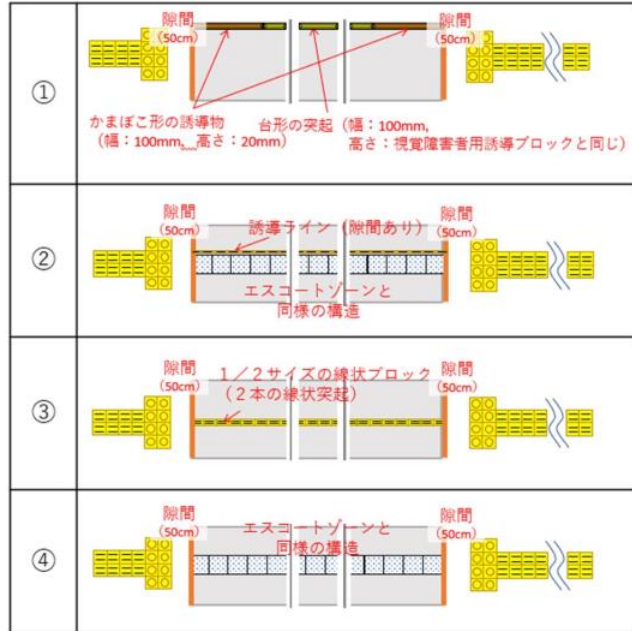 ①
隙間
(50cm)
隙間
(50cm)
かまぼこ形の誘導物
(幅:100mm, 高さ:20mm)
台形の突起(幅:100mm,
高さ:視覚障害者用誘導ブロックと同じ)
②
隙間
(50cm)
誘導ライン(隙間あり)
隙間
(50cm)
エスコートゾーンと
同様の構造
③
隙間
(50cm)
1/2サイズの線状ブロック
(2本の線状突起)
隙間
(50cm)
④
隙間
(50cm)
エスコートゾーンと
同様の構造
隙間
(50cm)